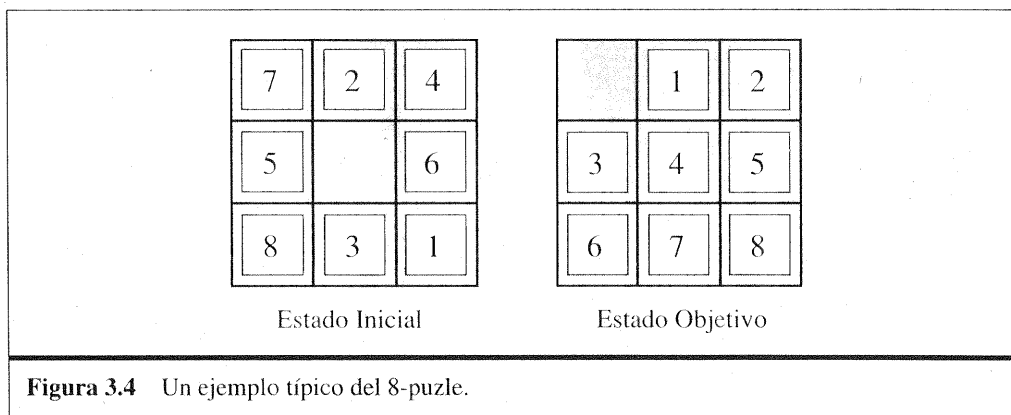 7 2 4 1 2
5 6 3 4 5
8 3 1 6 7 8
Estado Inicial Estado Objetivo
Figura 3.4 Un ejemplo típico del 8-puzle.